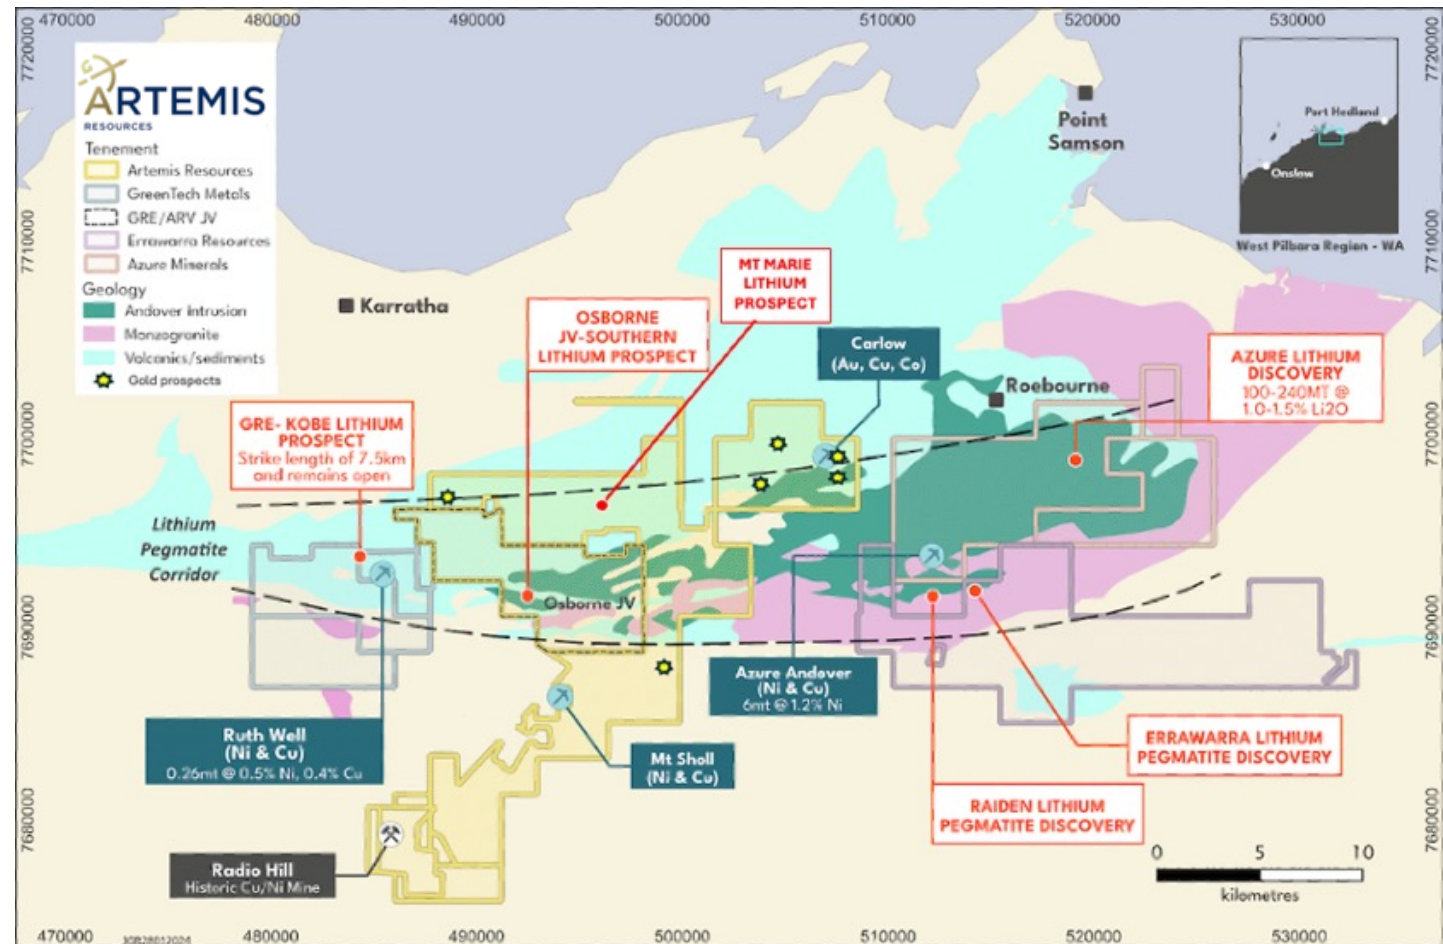 470000 480000 490000 500000 510000 520000 530000
7720000
7710000
7700000
7690000
7680000
7720000
7710000
7700000
7690000
7680000
ARTEMIS
RESOURCES
Tenement
Artemis Resources
GreenTech Metals
GRE/ARV JV
Errawarra Resources
Azure Minerals
Geology
Andover Intrusion
Monzogranite
Volcanics/sediments
Gold prospects
Point
Samson
Port Hedland
Onslow
West Pilbara Region - WA
Karratha
MT MARIE
LITHIUM
PROSPECT
OSBORNE
JV-SOUTHERN
LITHIUM PROSPECT
Carlow
(Au, Cu, Co)
Roebourne
AZURE LITHIUM
DISCOVERY
100-240MT @
1.0-1.5% Li2O
GRE- KOBE LITHIUM
PROSPECT
Strike length of 7.5km
and remains open
Lithium
Pegmatite
Corridor
Osborne JV
Azure Andover
(Ni & Cu)
6mt @ 1.2% Ni
Ruth Well
(Ni & Cu)
0.26mt @ 0.5% Ni, 0.4% Cu
Mt Sholl
(Ni & Cu)
ERRAWARRA LITHIUM
PEGMATITE DISCOVERY
RAIDEN LITHIUM
PEGMATITE DISCOVERY
Radio Hill
Historic Cu/Ni Mine
0 5 10
kilometres
470000 480000 490000 500000 510000 520000 530000